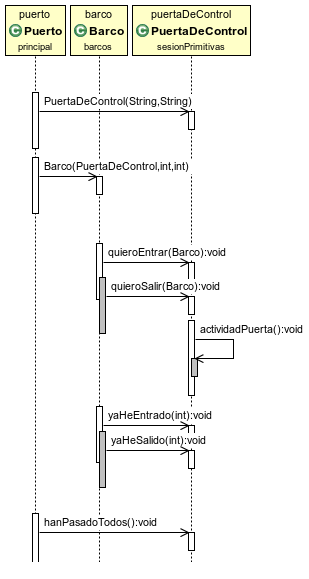 puerto
C Puerto
principal
barco
C Barco
barcos
puertaDeControl
C PuertaDeControl
sesionPrimitivas
PuertaDeControl(String,String)
Barco(PuertaDeControl,int,int)
quieroEntrar(Barco):void
quieroSalir(Barco):void
actividadPuerta():void
yaHeEntrado(int):void
yaHeSalido(int):void
hanPasadoTodos():void